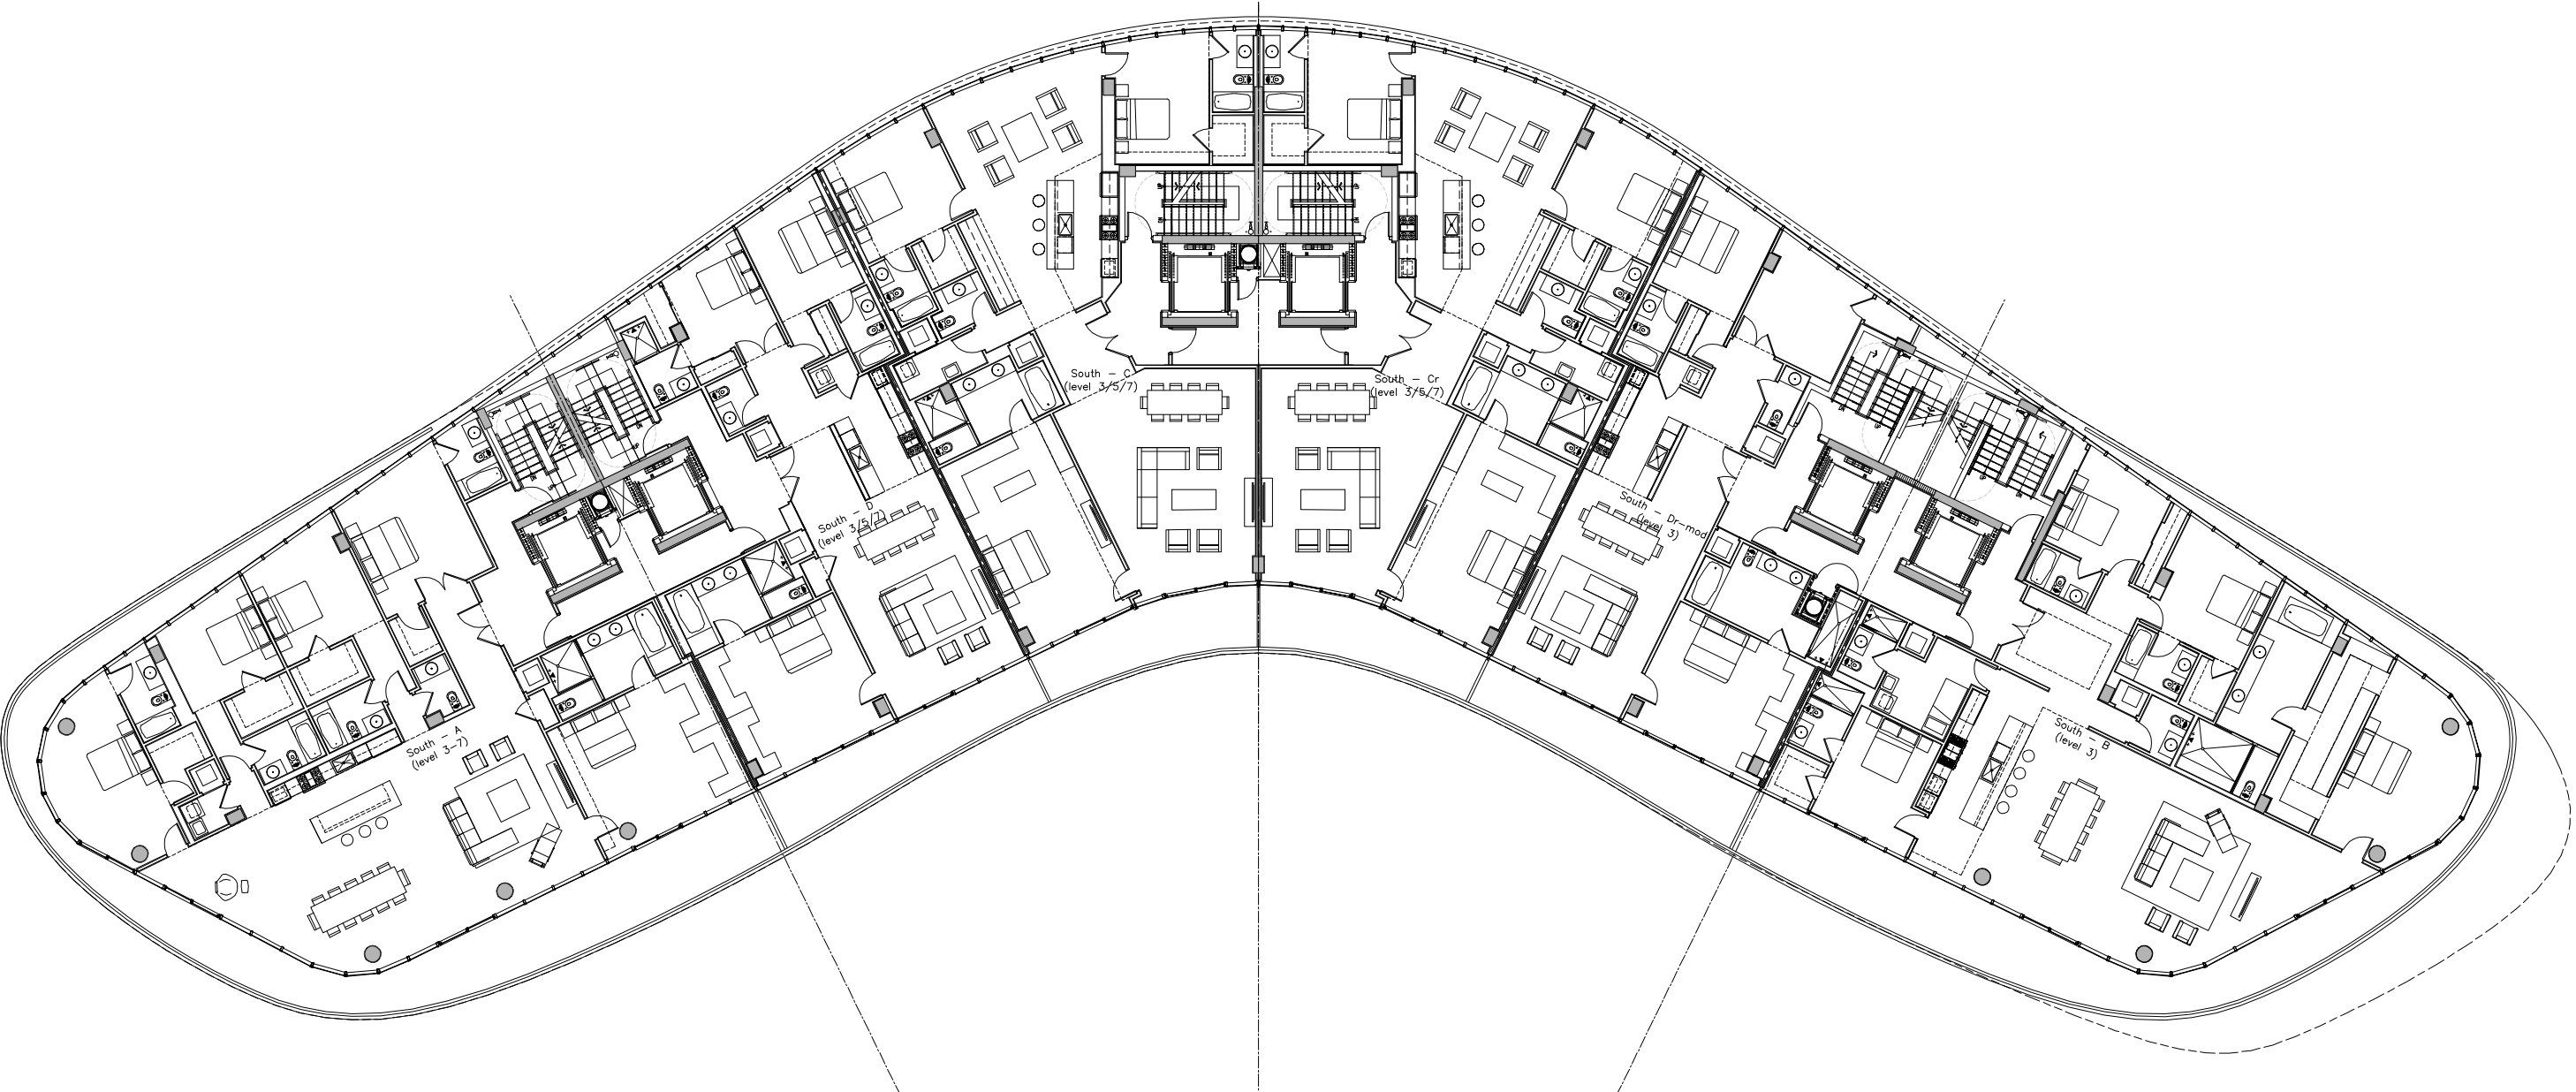 South - C
(level 3/5/7)
South - Cr
(level 3/5/7)
South - D
(level 3/5/7)
South - Dr-mod
(level 3)
South - A
(level 3-7)
South - B
(level 3)